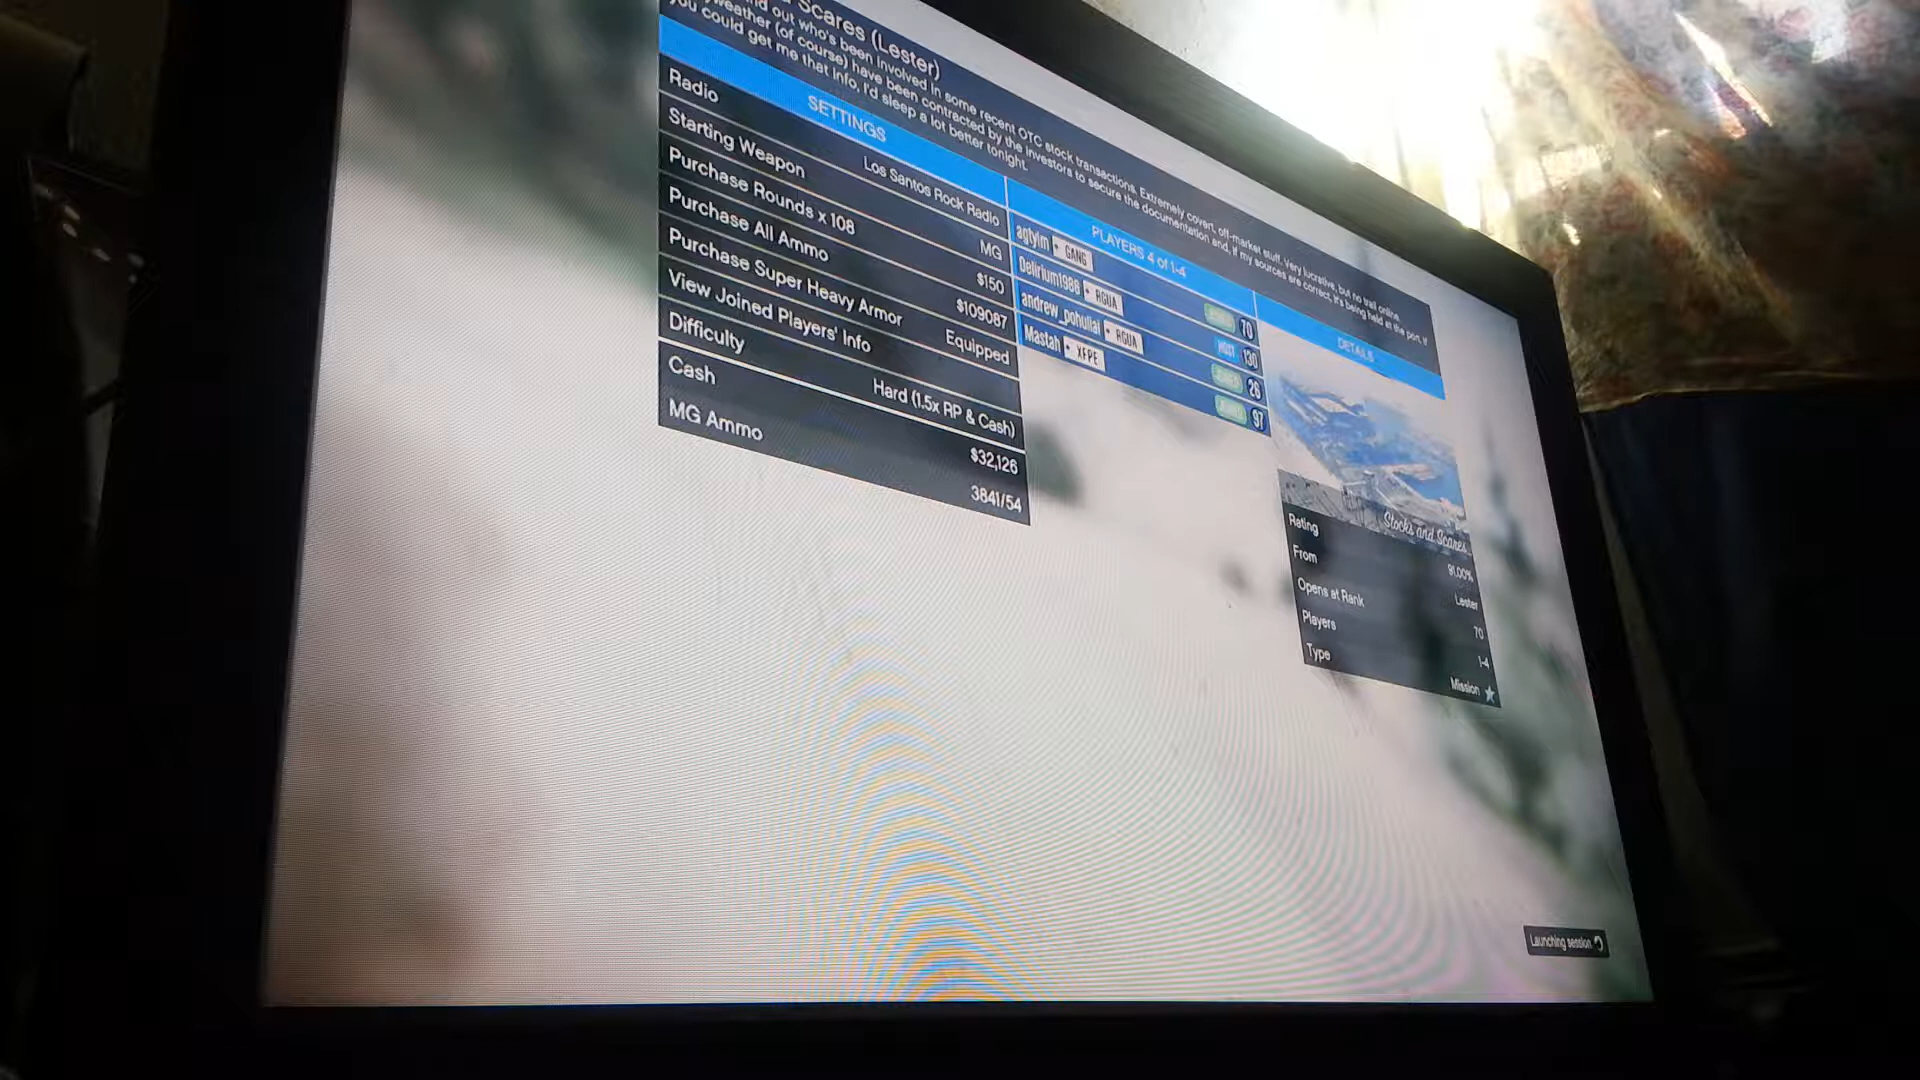 Scares (Lester)
out who's been involved in some recent OTC stock transactions. Extremely covert, off-market stuff. Very lucrative, but no trail online.
weather (of course) have been contracted by the investors to secure the documentation and, if my sources are correct, it's being held at the port. If
you could get me that info, I'd sleep a lot better tonight.
SETTINGS
Radio
Los Santos Rock Radio
Starting Weapon
MG
Purchase Rounds x 108
$150
Purchase All Ammo
$109087
Purchase Super Heavy Armor
Equipped
View Joined Players' Info
Difficulty
Hard (1.5x RP & Cash)
Cash
$32,126
MG Ammo
3841/54
PLAYERS 4 of 1-4
agtyim GANG
JOINED 70
Delirium1986 RGUA
HOST 130
andrew_pohuliai RGUA
JOINED 26
Mastah XFPE
JOINED 97
DETAILS
Stocks and Scares
Rating
91.00%
From
Lester
Opens at Rank
70
Players
1-4
Type
Mission
Launching session